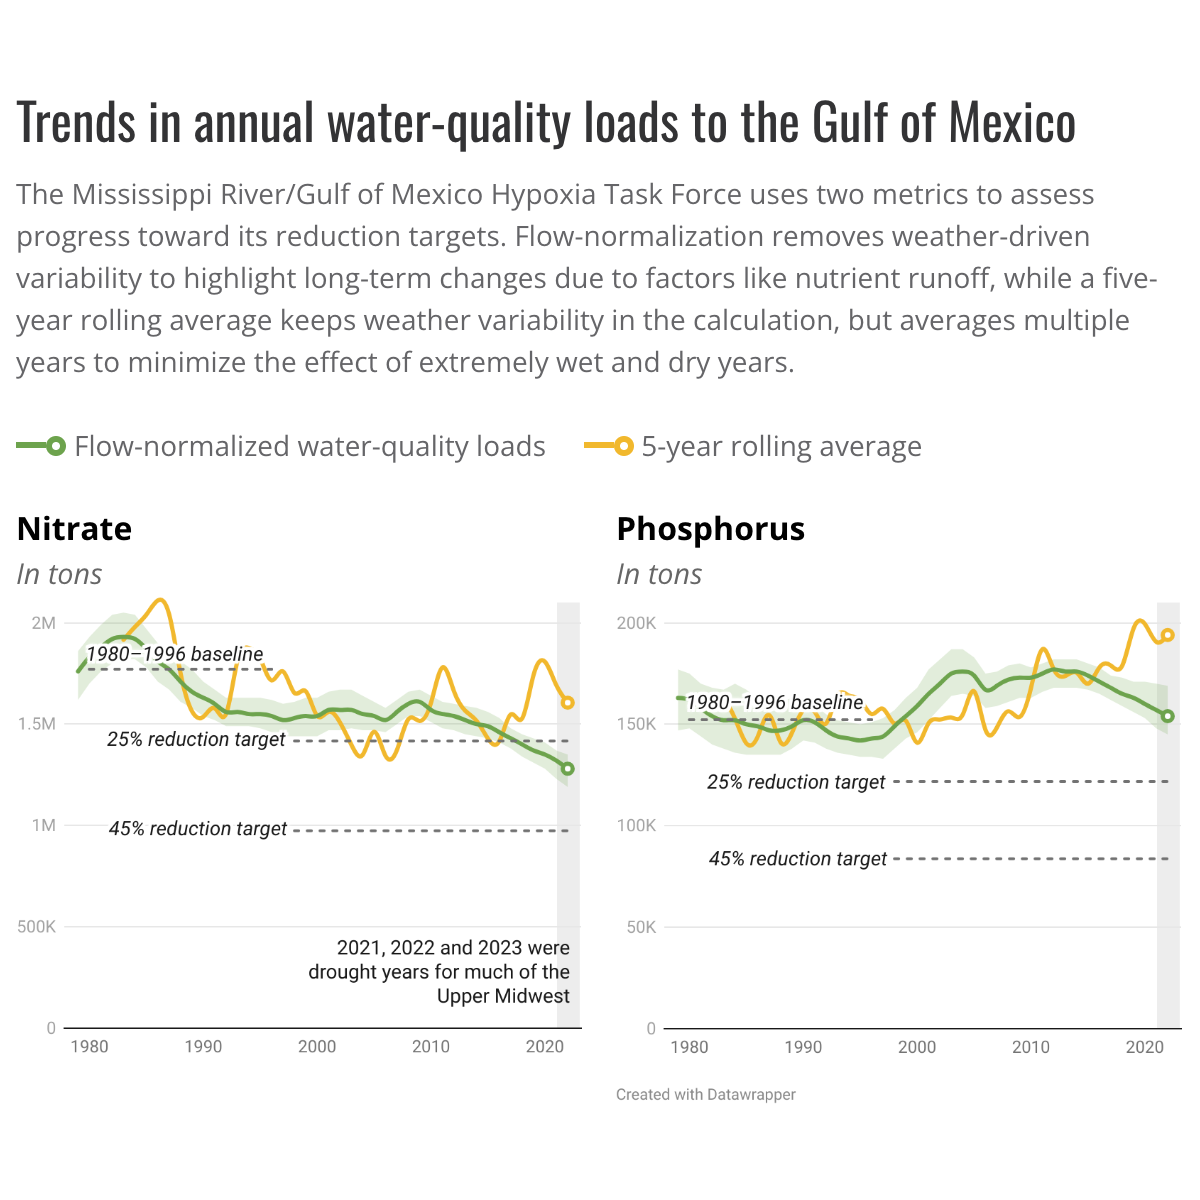 Trends in annual water-quality loads to the Gulf of Mexico
The Mississippi River/Gulf of Mexico Hypoxia Task Force uses two metrics to assess
progress toward its reduction targets. Flow-normalization removes weather-driven
variability to highlight long-term changes due to factors like nutrient runoff, while a five-
year rolling average keeps weather variability in the calculation, but averages multiple
years to minimize the effect of extremely wet and dry years.
Flow-normalized water-quality loads
5-year rolling average
Nitrate
In tons
2M
1980–1996 baseline
1.5M
25% reduction target
1M
45% reduction target
500K
2021, 2022 and 2023 were
drought years for much of the
Upper Midwest
0
1980 1990 2000 2010 2020
Phosphorus
In tons
200K
1980–1996 baseline
150K
25% reduction target
100K
45% reduction target
50K
0
1980 1990 2000 2010 2020
Created with Datawrapper